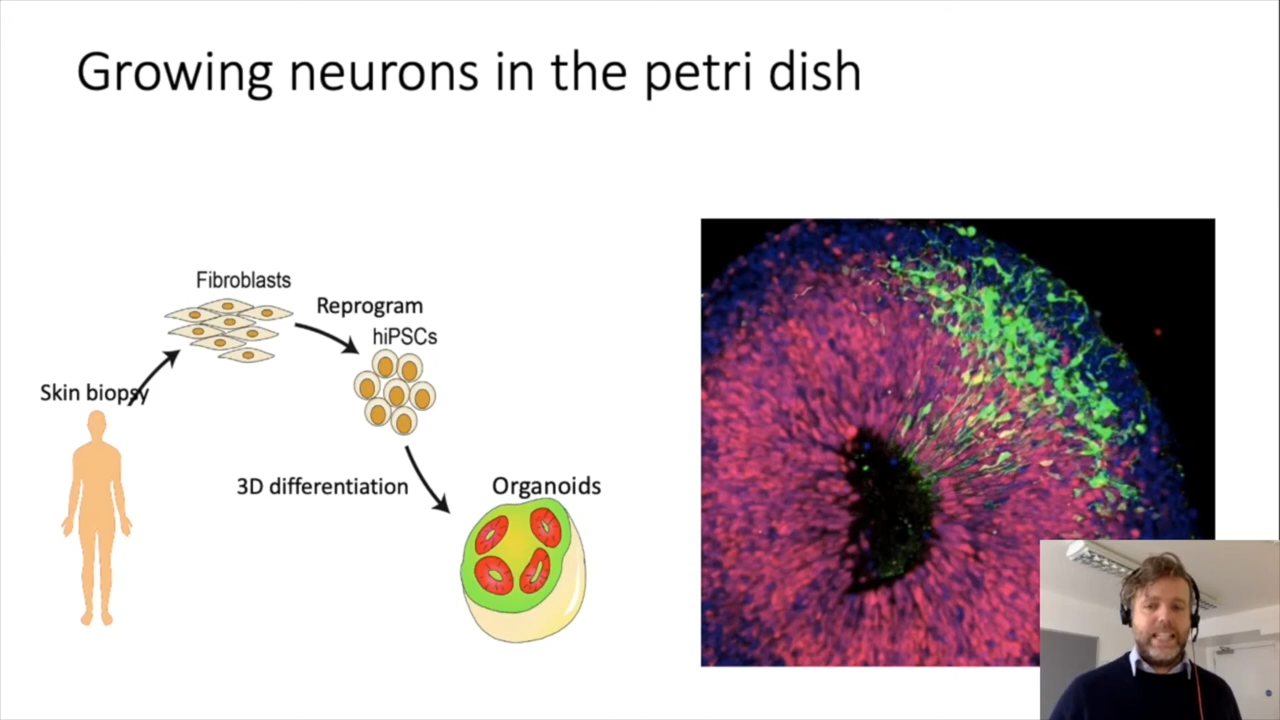 Growing neurons in the petri dish
Fibroblasts
Reprogram
hiPSCs
Skin biopsy
3D differentiation
Organoids